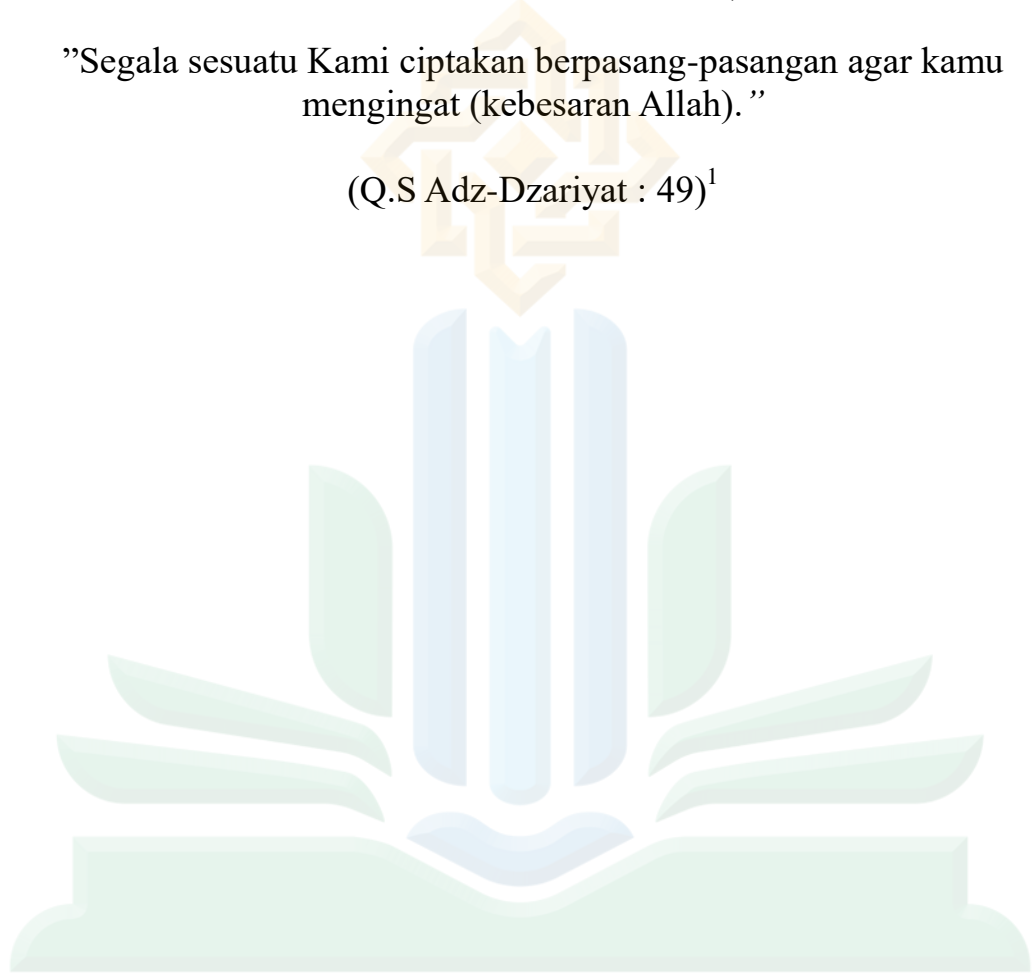 ”Segala sesuatu Kami ciptakan berpasang-pasangan agar kamu
mengingat (kebesaran Allah).”
(Q.S Adz-Dzariyat : 49)1